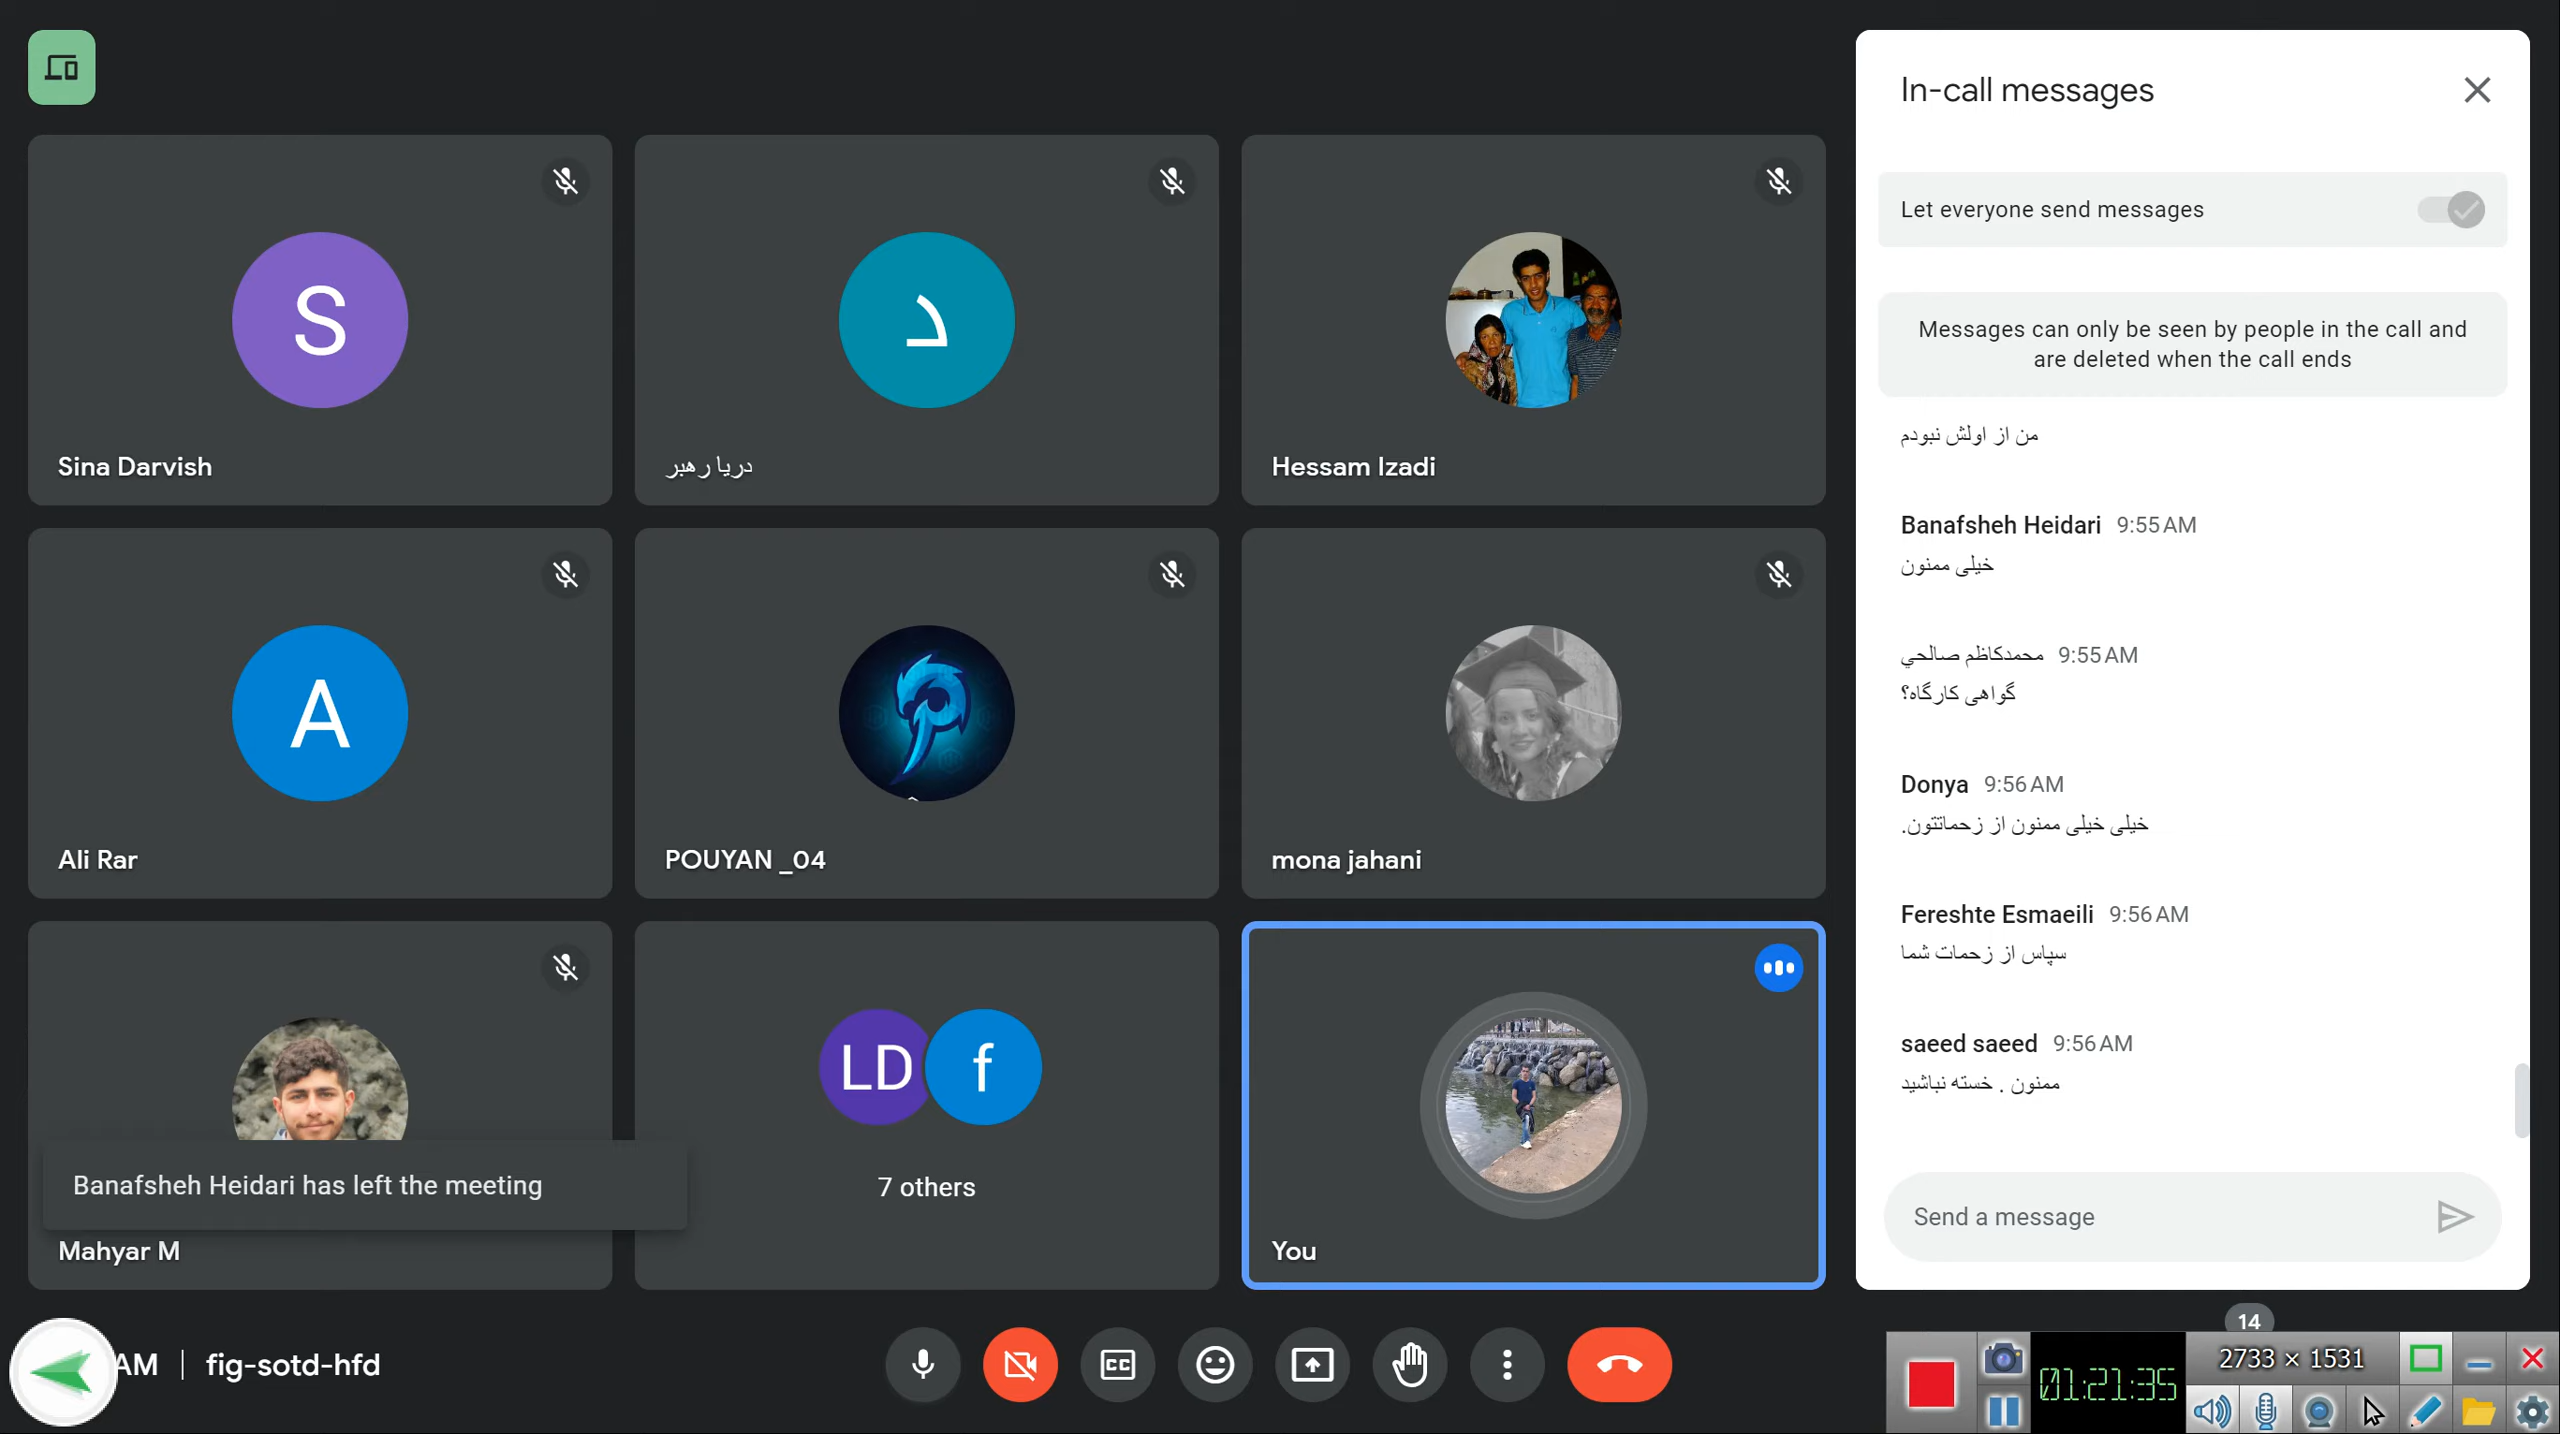 S
Sina Darvish
د
دریا رهبر
Hessam Izadi
A
Ali Rar
POUYAN _04
mona jahani
Banafsheh Heidari has left the meeting
Mahyar M
LD
f
7 others
You
In-call messages
Let everyone send messages
Messages can only be seen by people in the call and
are deleted when the call ends
من از اولش نبودم
Banafsheh Heidari 9:55 AM
خیلی ممنون
محمدکاظم صالحي 9:55 AM
گواهی کارگاه؟
Donya 9:56 AM
خیلی خیلی ممنون از زحماتتون.
Fereshte Esmaeili 9:56 AM
سپاس از زحمات شما
saeed saeed 9:56 AM
ممنون . خسته نباشید
Send a message
AM | fig-sotd-hfd
CC
14
01:21:35
2733 × 1531